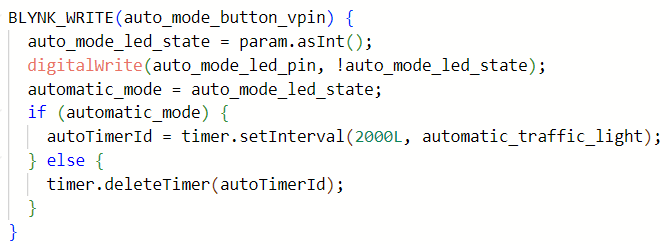 BLYNK_WRITE(auto_mode_button_vpin) {
  auto_mode_led_state = param.asInt();
  digitalWrite(auto_mode_led_pin, !auto_mode_led_state);
  automatic_mode = auto_mode_led_state;
  if (automatic_mode) {
    autoTimerId = timer.setInterval(2000L, automatic_traffic_light);
  } else {
    timer.deleteTimer(autoTimerId);
  }
}